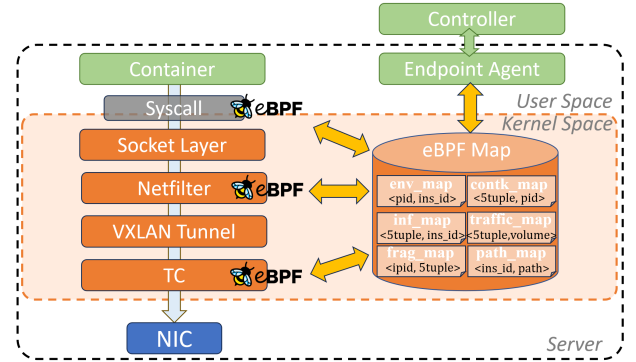 Controller
Container
Endpoint Agent
Syscall
eBPF
User Space
Kernel Space
Socket Layer
eBPF Map
Netfilter
eBPF
env_map
<pid, ins_id>
contk_map
<5tuple, pid>
VXLAN Tunnel
inf_map
<5tuple, ins_id>
traffic_map
<5tuple,volume>
TC
eBPF
frag_map
<ipid, 5tuple>
path_map
<ins_id, path>
NIC
Server